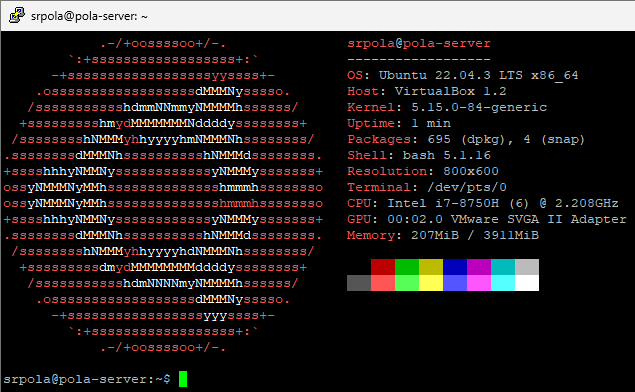 srpola@pola-server: ~
.-/+oossssoo+/-.
`:+ssssssssssssssssss+:`
-+ssssssssssssssssssyyssss+-
.ossssssssssssssssssdMMMNysssso.
/ssssssssssshdmmNNmmyNMMMMhssssss/
+ssssssssshmydMMMMMMMNddddyssssssss+
/sssssssshNMMMyhhyyyyhmNMMMNhssssssss/
.ssssssssdMMMNhsssssssssshNMMMdssssssss.
+sssshhhyNMMNyssssssssssssyNMMMysssssss+
ossyNMMMNyMMhsssssssssssssshmmmhssssssso
ossyNMMMNyMMhsssssssssssssshmmmhssssssso
+sssshhhyNMMNyssssssssssssyNMMMysssssss+
.ssssssssdMMMNhsssssssssshNMMMdssssssss.
/sssssssshNMMMyhhyyyyhdNMMMNhssssssss/
+sssssssssdmydMMMMMMMMddddyssssssss+
/ssssssssssshdmNNNNmyNMMMMhssssss/
.ossssssssssssssssssdMMMNysssso.
-+sssssssssssssssssyyyssss+-
`:+ssssssssssssssssss+:`
.-/+oossssoo+/-.
srpola@pola-server
------------------
OS: Ubuntu 22.04.3 LTS x86_64
Host: VirtualBox 1.2
Kernel: 5.15.0-84-generic
Uptime: 1 min
Packages: 695 (dpkg), 4 (snap)
Shell: bash 5.1.16
Resolution: 800x600
Terminal: /dev/pts/0
CPU: Intel i7-8750H (6) @ 2.208GHz
GPU: 00:02.0 VMware SVGA II Adapter
Memory: 207MiB / 3911MiB
srpola@pola-server:~$